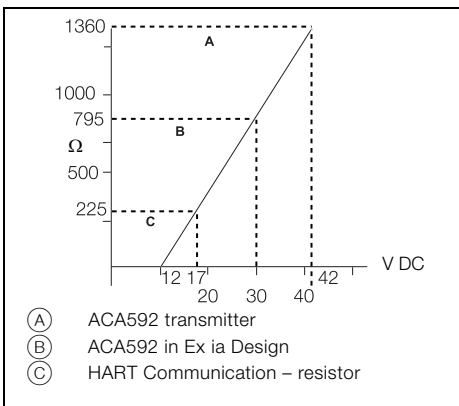 1360
A
1000
795
B
Ω
500
225
C
12 17 42 V DC
20 30 40
A ACA592 transmitter
B ACA592 in Ex ia Design
C HART Communication – resistor